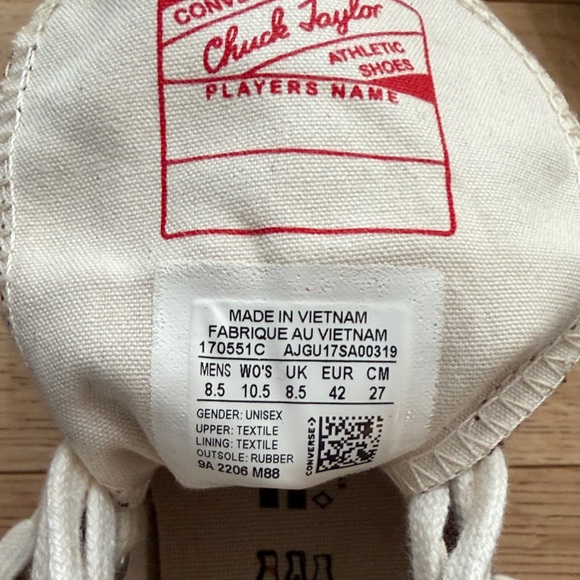 CONVE
Chuck Taylor
ATHLETIC
SHOES
PLAYERS NAME
MADE IN VIETNAM
FABRIQUE AU VIETNAM
170551C AJGU17SA00319
MENS WO'S UK EUR CM
8.5 10.5 8.5 42 27
GENDER: UNISEX
UPPER: TEXTILE
LINING: TEXTILE
OUTSOLE: RUBBER
9A 2206 M88
CONVERSE